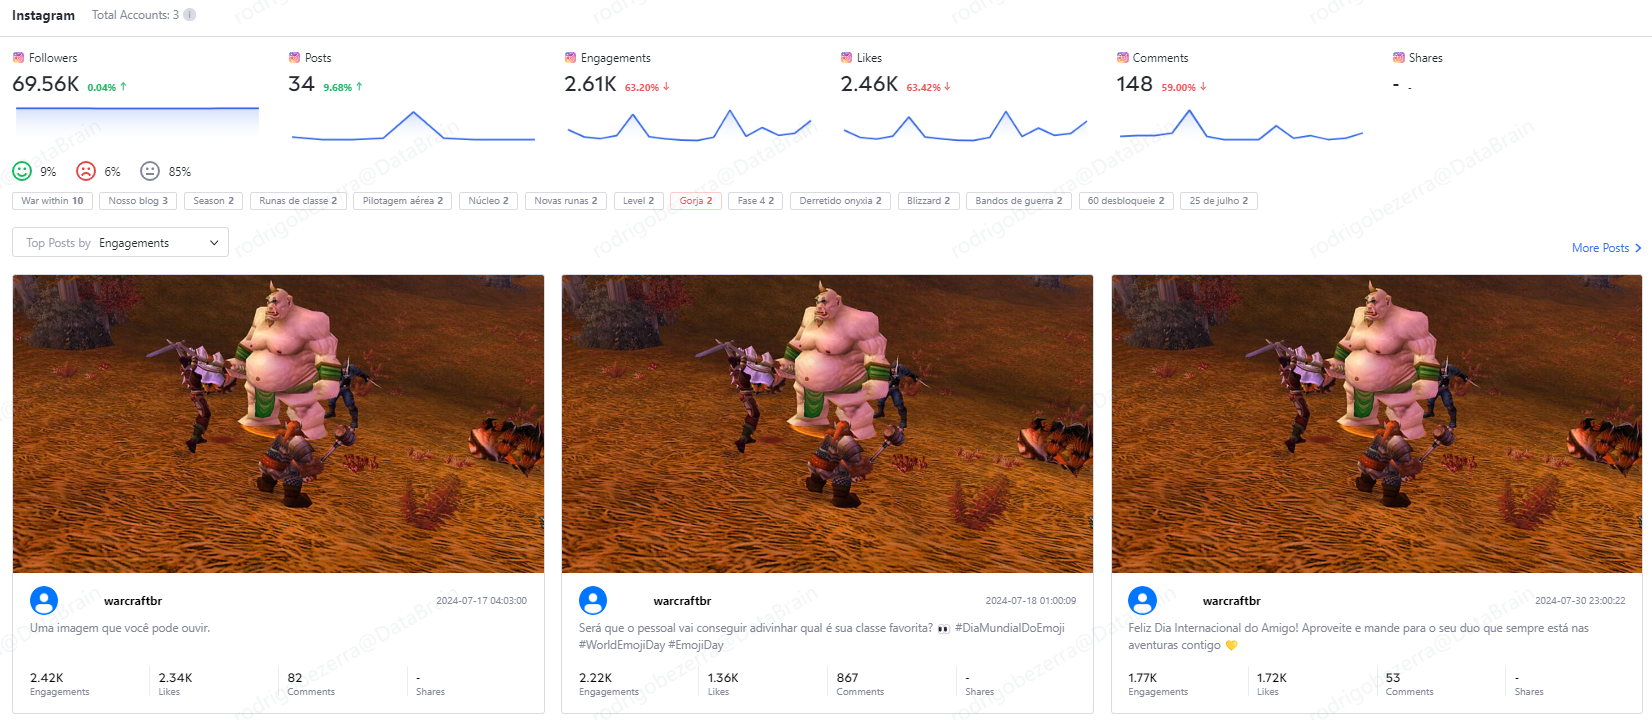 Instagram Total Accounts: 3
Followers Posts Engagements Likes Comments Shares
69.56K 0.04% ↑ 34 9.68% ↑ 2.61K 63.20% ↓ 2.46K 63.42% ↓ 148 59.00% ↓ - -
9% 6% 85%
War within 10 Nosso blog 3 Season 2 Runas de classe 2 Pilotagem aérea 2 Núcleo 2 Novas runas 2 Level 2 Gorja 2 Fase 4 2 Derretido onyxia 2 Blizzard 2 Bandos de guerra 2 60 desbloqueie 2 25 de julho 2
Top Posts by Engagements
More Posts
warcraftbr 2024-07-17 04:03:00
Uma imagem que você pode ouvir.
2.42K 2.34K 82 -
Engagements Likes Comments Shares
warcraftbr 2024-07-18 01:00:09
Será que o pessoal vai conseguir adivinhar qual é sua classe favorita? 👀 #DiaMundialDoEmoji
#WorldEmojiDay #EmojiDay
2.22K 1.36K 867 -
Engagements Likes Comments Shares
warcraftbr 2024-07-30 23:00:22
Feliz Dia Internacional do Amigo! Aproveite e mande para o seu duo que sempre está nas
aventuras contigo 💛
1.77K 1.72K 53 -
Engagements Likes Comments Shares
rodrigobezerra@DataBrain